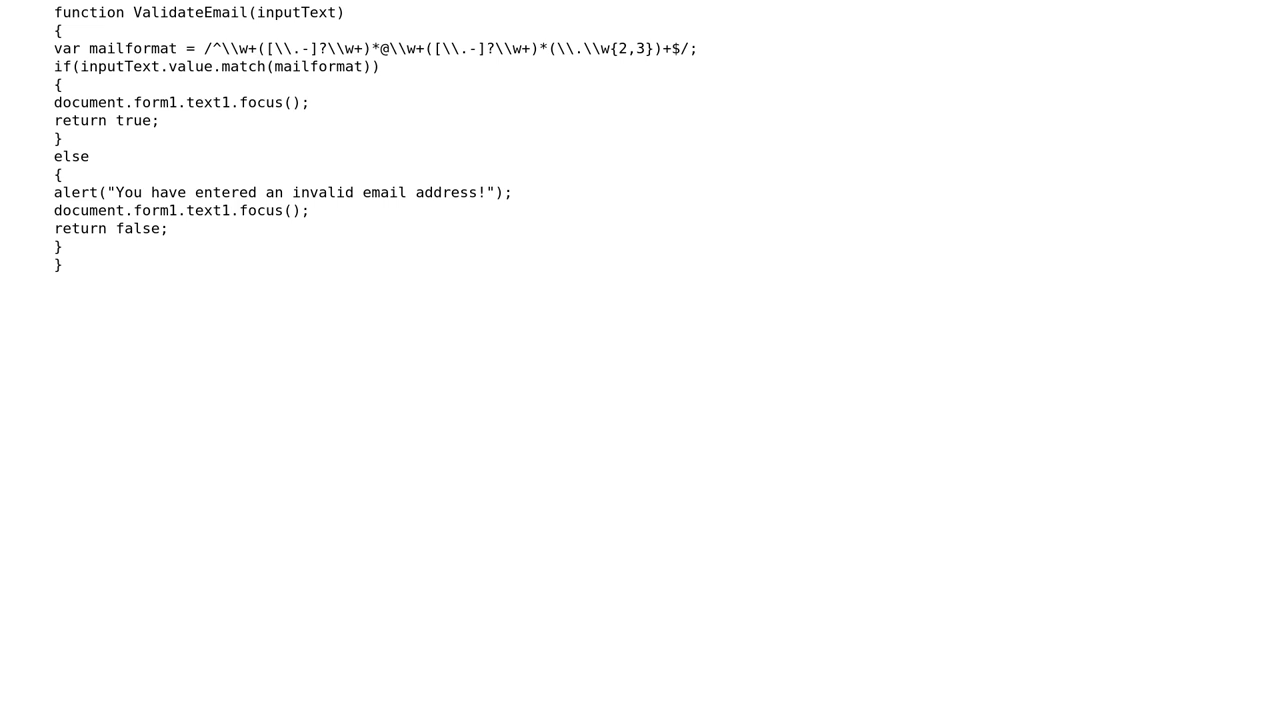 function ValidateEmail(inputText)
{
var mailformat = /^\\w+([\\.-]?\\w+)*@\\w+([\\.-]?\\w+)*(\\.\\w{2,3})+$/;
if(inputText.value.match(mailformat))
{
document.form1.text1.focus();
return true;
}
else
{
alert("You have entered an invalid email address!");
document.form1.text1.focus();
return false;
}
}